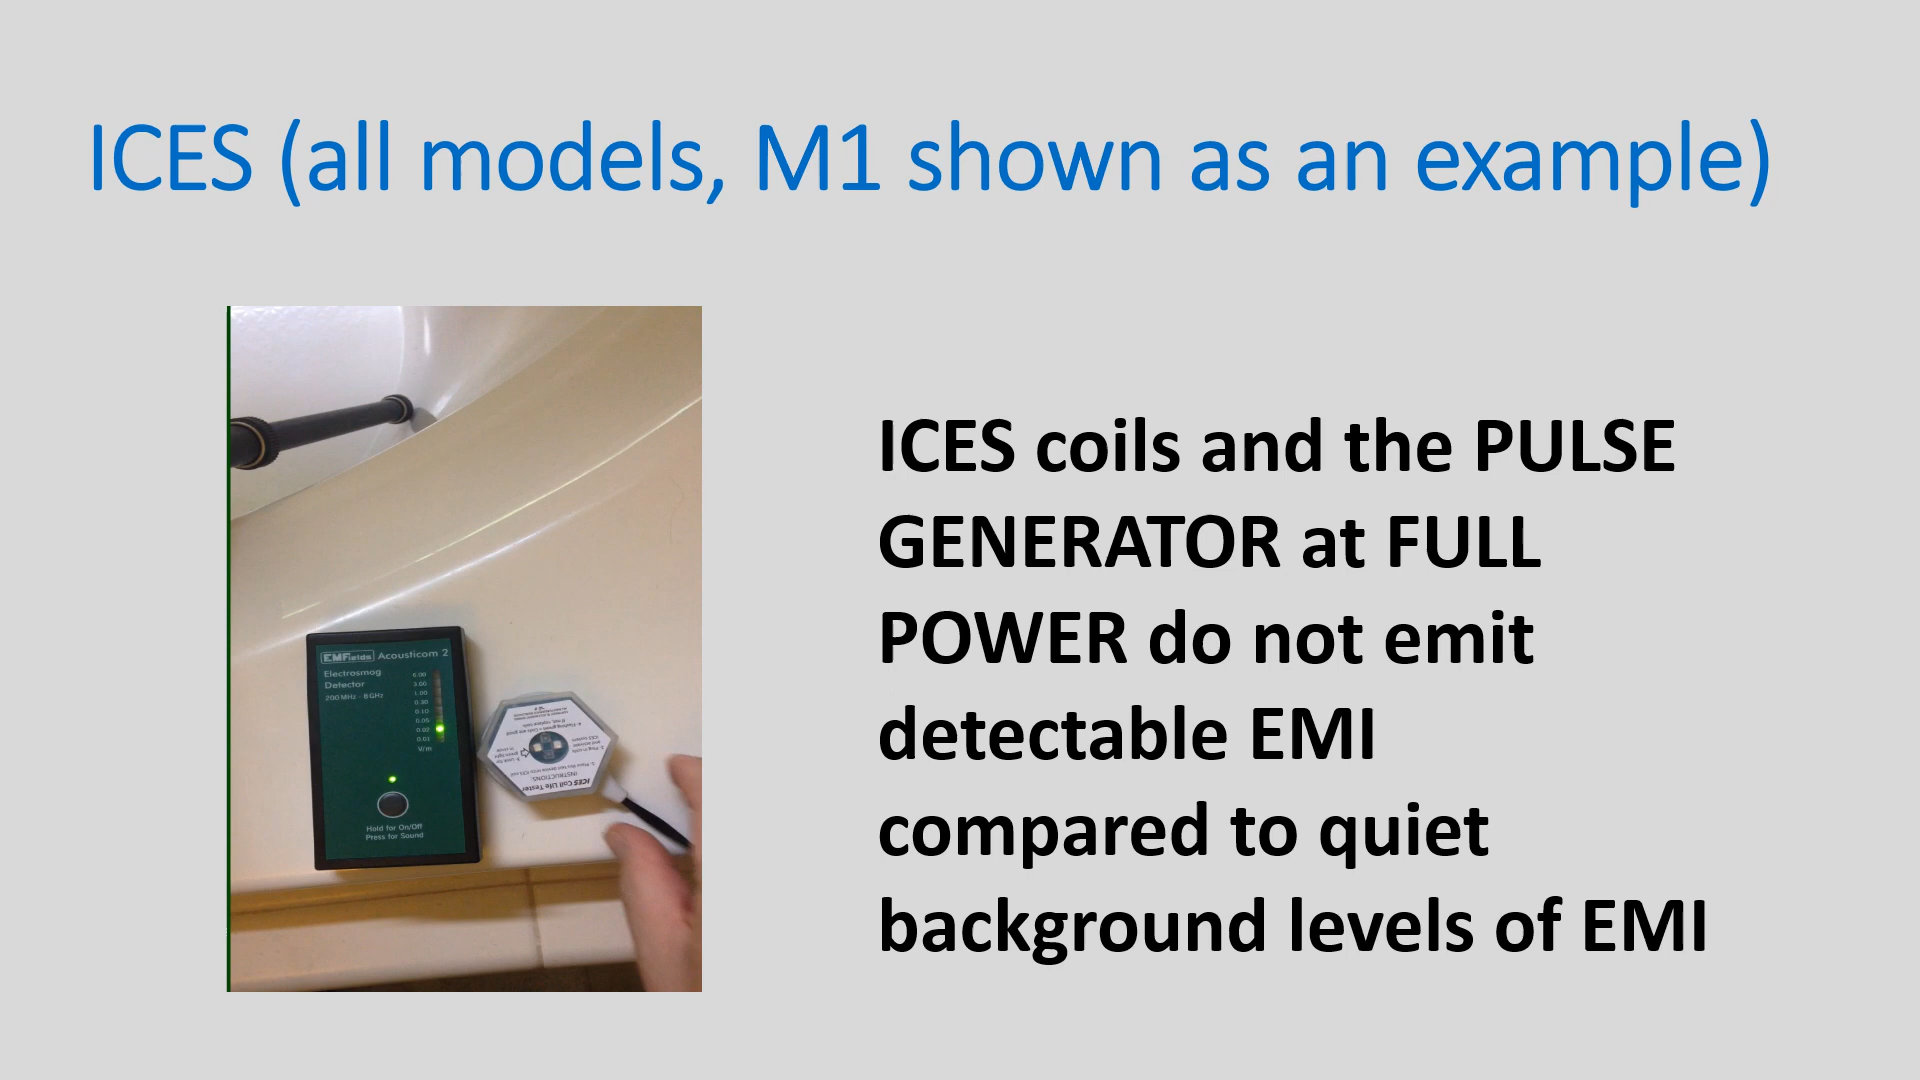 ICES (all models, M1 shown as an example)
EMFields Acousticom 2
Electrosmog
Detector
200MHz - 8GHz
6.00
3.00
1.00
0.30
0.10
0.05
0.02
0.01
V/m
Hold for On/Off
Press for Sound
ICES Coil Life Tester
INSTRUCTIONS:
ICES coils and the PULSE
GENERATOR at FULL
POWER do not emit
detectable EMI
compared to quiet
background levels of EMI